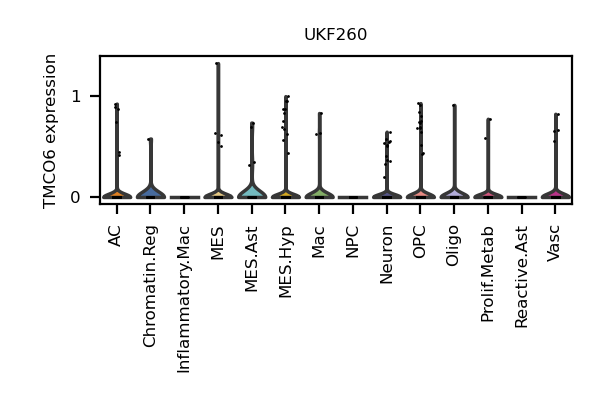 UKF260
TMCO6 expression
1
0
AC
Chromatin.Reg
Inflammatory.Mac
MES
MES.Ast
MES.Hyp
Mac
NPC
Neuron
OPC
Oligo
Prolif.Metab
Reactive.Ast
Vasc